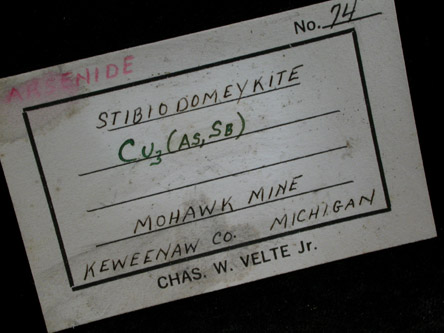 No. 74
ARSENIDE
STIBIODOMEYKITE
Cu3(As,Sb)
MOHAWK MINE
KEWEENAW CO. MICHIGAN
CHAS. W. VELTE Jr.